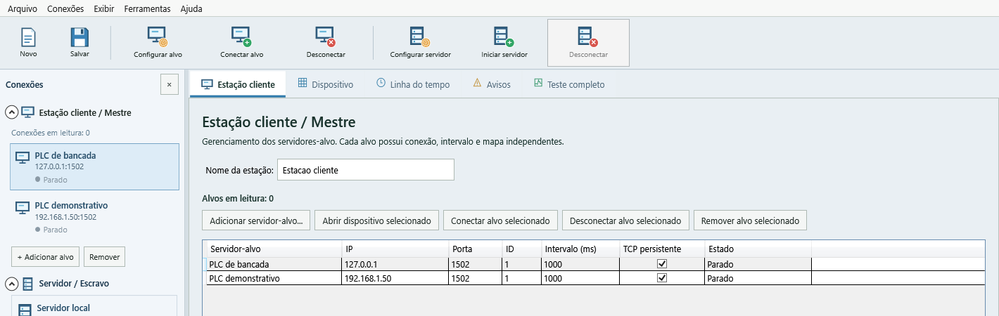 Arquivo Conexões Exibir Ferramentas Ajuda
Novo Salvar Configurar alvo Conectar alvo Desconectar Configurar servidor Iniciar servidor Desconectar
Conexões ×
Estação cliente / Mestre
Conexões em leitura: 0
PLC de bancada
127.0.0.1:1502
Parado
PLC demonstrativo
192.168.1.50:1502
Parado
+ Adicionar alvo Remover
Servidor / Escravo
Servidor local
Estação cliente Dispositivo Linha do tempo Avisos Teste completo
Estação cliente / Mestre
Gerenciamento dos servidores-alvo. Cada alvo possui conexão, intervalo e mapa independentes.
Nome da estação: Estacao cliente
Alvos em leitura: 0
Adicionar servidor-alvo... Abrir dispositivo selecionado Conectar alvo selecionado Desconectar alvo selecionado Remover alvo selecionado
Servidor-alvo IP Porta ID Intervalo (ms) TCP persistente Estado
PLC de bancada 127.0.0.1 1502 1 1000 Parado
PLC demonstrativo 192.168.1.50 1502 1 1000 Parado